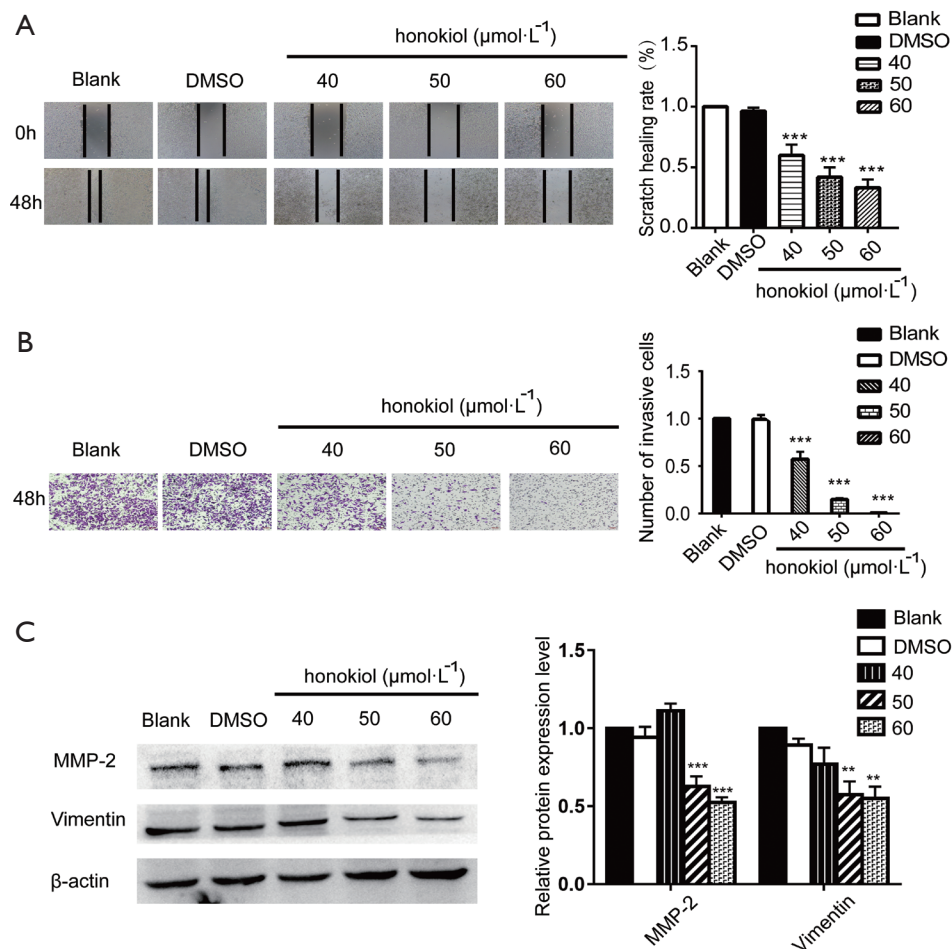 A
honokiol (μmol·L⁻¹)
Blank DMSO 40 50 60
0h
48h
Scratch healing rate (%)
1.5
1.0
0.5
0.0
*** *** ***
Blank DMSO 40 50 60
honokiol (μmol·L⁻¹)
Blank
DMSO
40
50
60
B
honokiol (μmol·L⁻¹)
Blank DMSO 40 50 60
48h
Number of invasive cells
1.5
1.0
0.5
0.0
*** *** ***
Blank DMSO 40 50 60
honokiol (μmol·L⁻¹)
Blank
DMSO
40
50
60
C
honokiol (μmol·L⁻¹)
Blank DMSO 40 50 60
MMP-2
Vimentin
β-actin
Relative protein expression level
1.5
1.0
0.5
0.0
*** *** ** **
MMP-2 Vimentin
Blank
DMSO
40
50
60